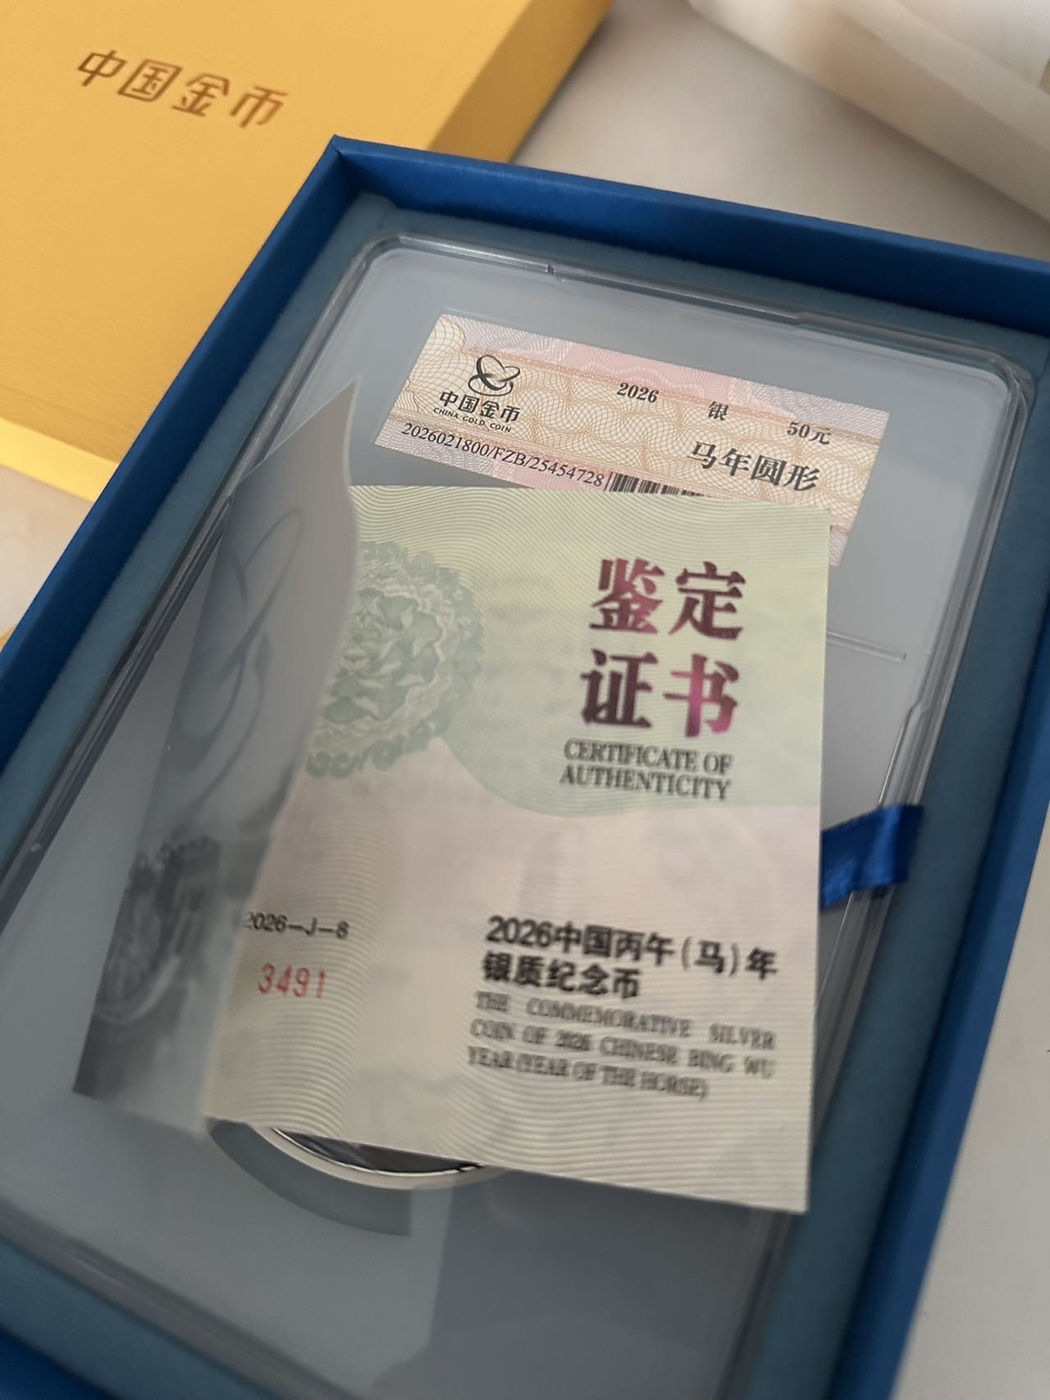 中国金币
中国金币
CHINA GOLD COIN
2026 银 50元
马年圆形
2026021800/FZB/25454728
鉴定
证书
CERTIFICATE OF
AUTHENTICITY
2026-J-8
3491
2026中国丙午(马)年
银质纪念币
THE COMMEMORATIVE SILVER
COIN OF 2026 CHINESE BING WU
YEAR (YEAR OF THE HORSE)